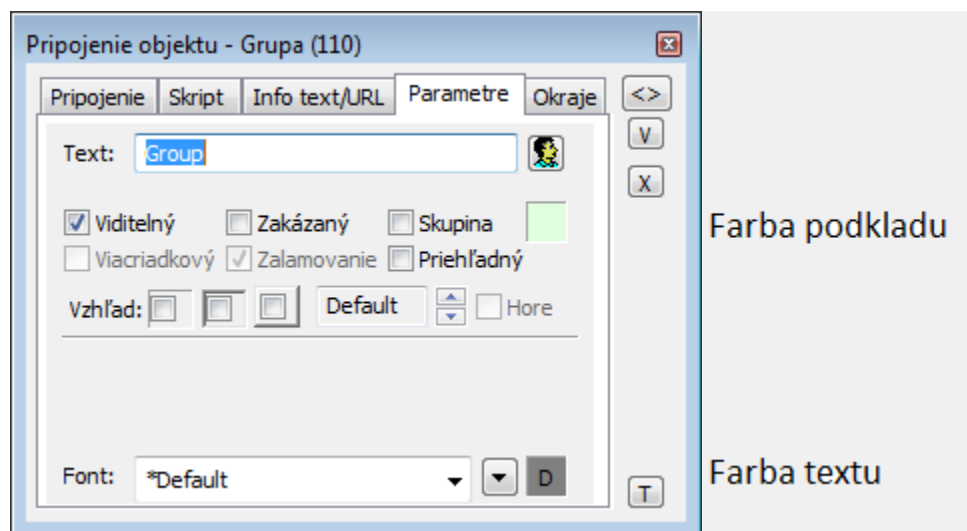 Pripojenie objektu - Grupa (110)
Pripojenie Skript Info text/URL Parametre Okraje <>
V
Text: Group
X
Viditelný Zakázaný Skupina Farba podkladu
Viacriadkový Zalamovanie Priehľadný
Vzhľad: Default Hore
Font: *Default D Farba textu
T